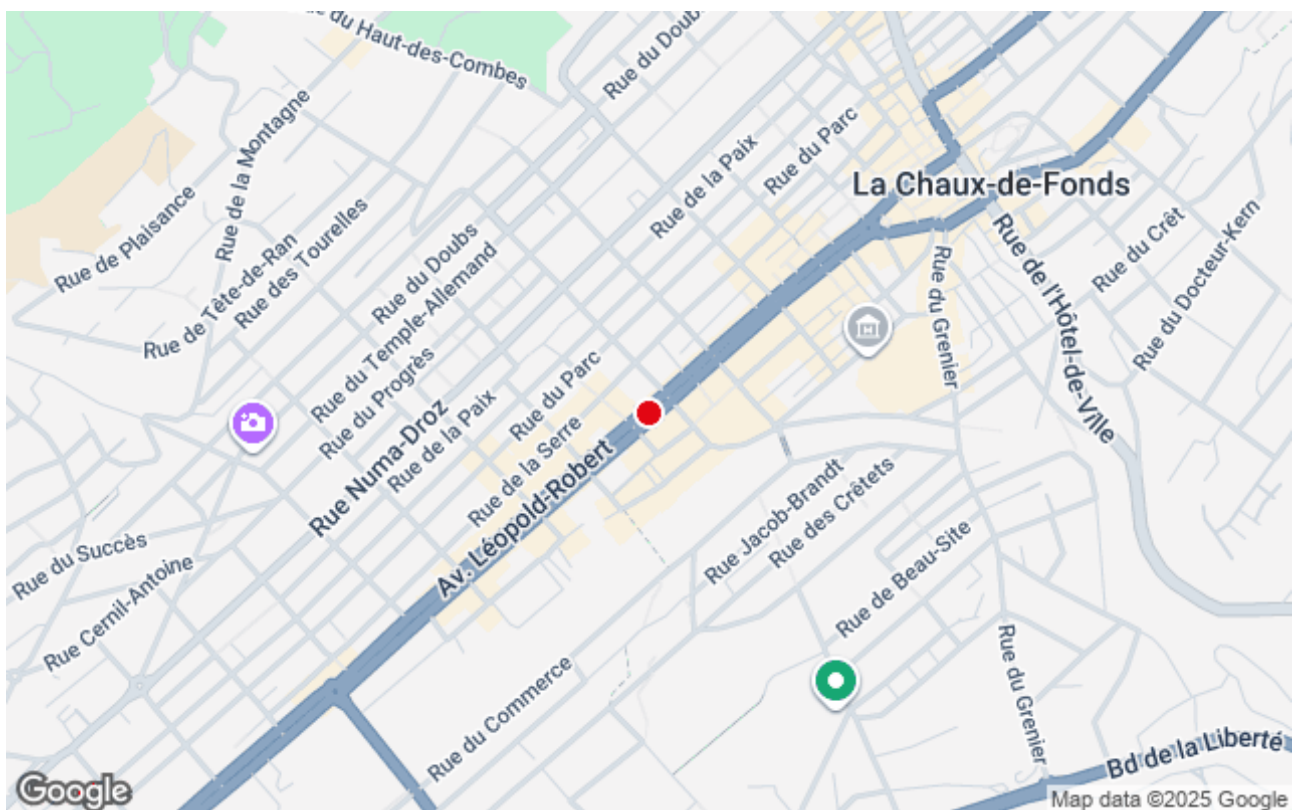 Rue du Haut-des-Combes
Rue du Doubs
Rue de la Montagne
Rue de Plaisance
Rue de la Paix
Rue du Parc
La Chaux-de-Fonds
Rue de Tête-de-Ran
Rue des Tourelles
Rue du Doubs
Rue du Temple-Allemand
Rue du Progrès
Rue Numa-Droz
Rue de la Paix
Rue du Parc
Rue de la Serre
Av. Léopold-Robert
Rue du Grenier
Rue de l'Hôtel-de-Ville
Rue du Crêt
Rue du Docteur-Kern
Rue du Succès
Rue Cernil-Antoine
Rue Jacob-Brandt
Rue des Crêtets
Rue de Beau-Site
Rue du Commerce
Rue du Grenier
Bd de la Liberté
Google
Map data ©2025 Google